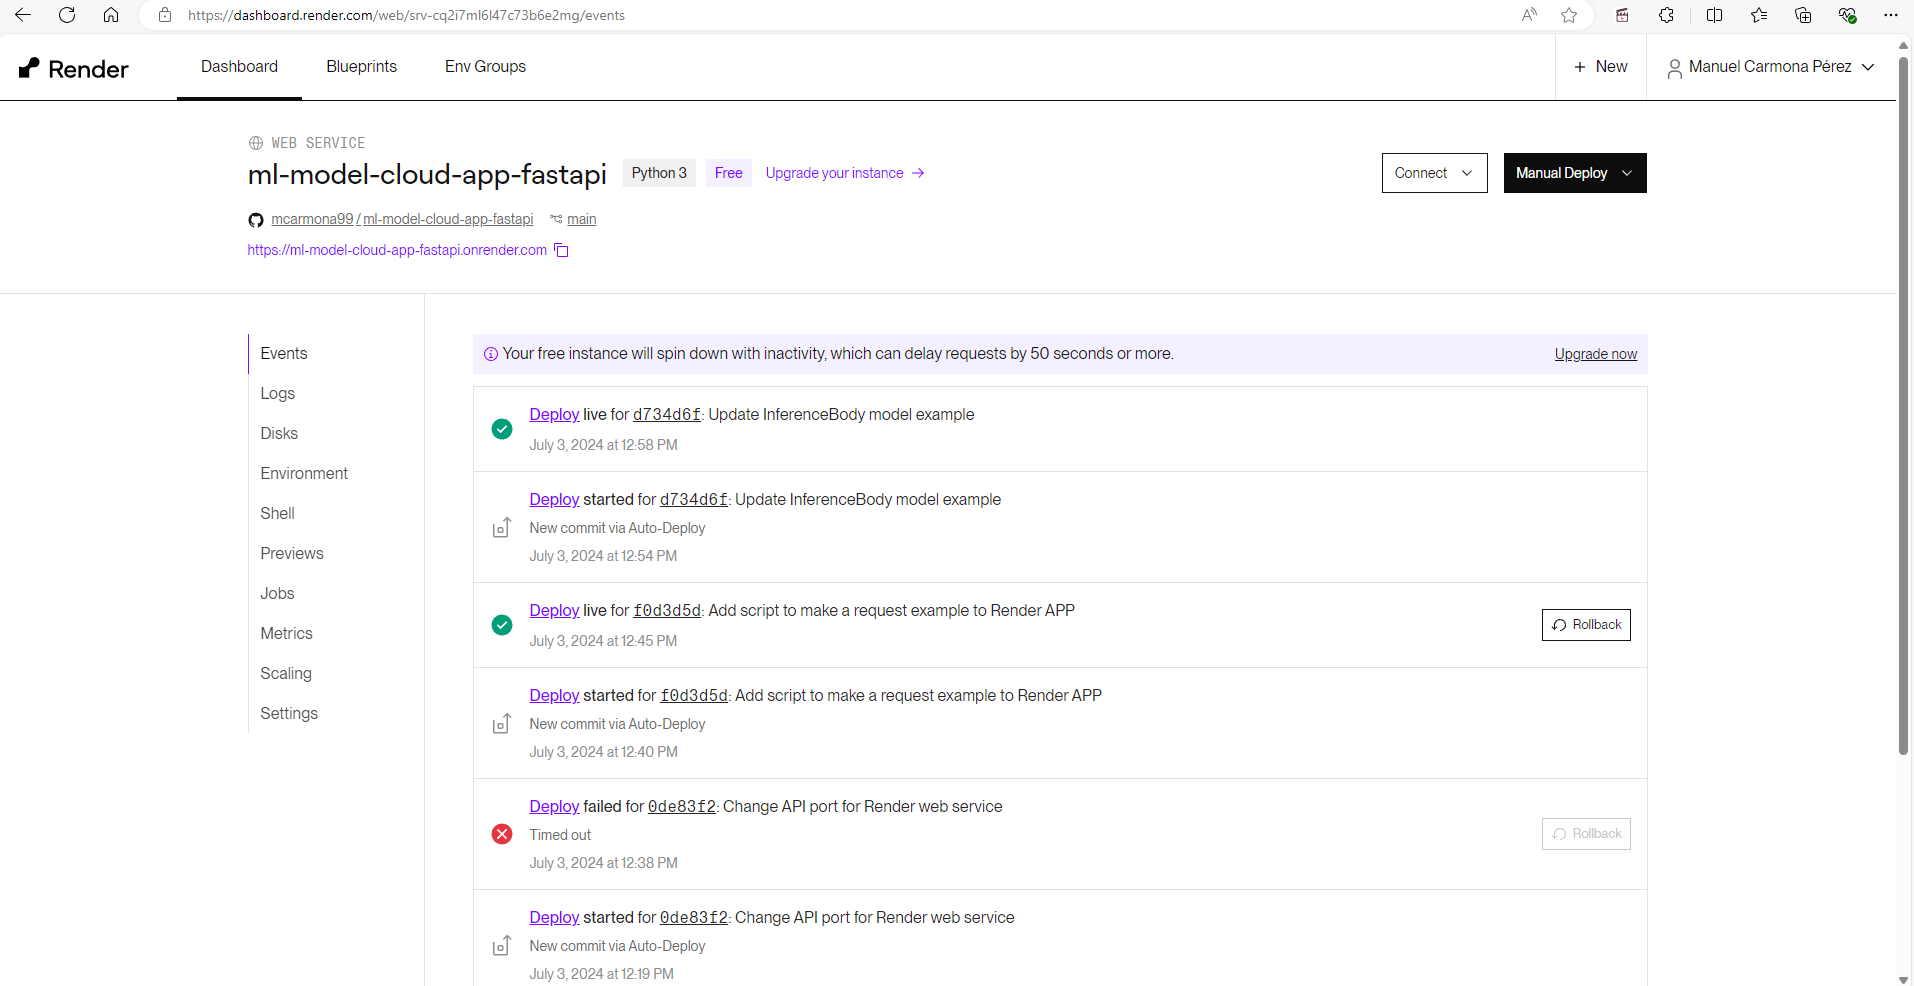 https://dashboard.render.com/web/srv-cq2i7ml6l47c73b6e2mg/events
Render
Dashboard
Blueprints
Env Groups
+ New
Manuel Carmona Pérez
WEB SERVICE
ml-model-cloud-app-fastapi
Python 3
Free
Upgrade your instance →
Connect
Manual Deploy
mcarmona99 / ml-model-cloud-app-fastapi
main
https://ml-model-cloud-app-fastapi.onrender.com
Events
Logs
Disks
Environment
Shell
Previews
Jobs
Metrics
Scaling
Settings
Your free instance will spin down with inactivity, which can delay requests by 50 seconds or more.
Upgrade now
Deploy live for d734d6f: Update InferenceBody model example
July 3, 2024 at 12:58 PM
Deploy started for d734d6f: Update InferenceBody model example
New commit via Auto-Deploy
July 3, 2024 at 12:54 PM
Deploy live for f0d3d5d: Add script to make a request example to Render APP
July 3, 2024 at 12:45 PM
Rollback
Deploy started for f0d3d5d: Add script to make a request example to Render APP
New commit via Auto-Deploy
July 3, 2024 at 12:40 PM
Deploy failed for 0de83f2: Change API port for Render web service
Timed out
July 3, 2024 at 12:38 PM
Rollback
Deploy started for 0de83f2: Change API port for Render web service
New commit via Auto-Deploy
July 3, 2024 at 12:19 PM